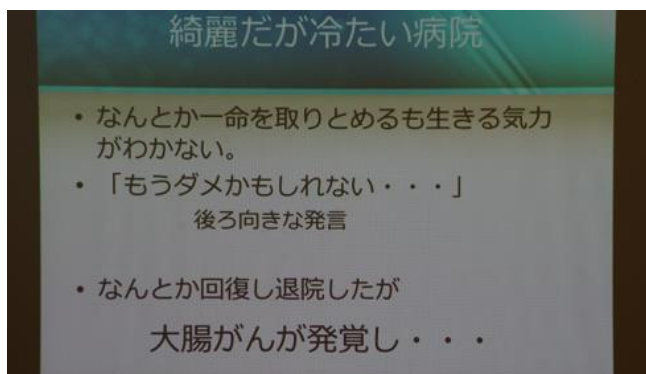 綺麗だが冷たい病院
・なんとか一命を取りとめるも生きる気力
がわかない。
・「もうダメかもしれない・・・」
後ろ向きな発言
・なんとか回復し退院したが
大腸がんが発覚し・・・